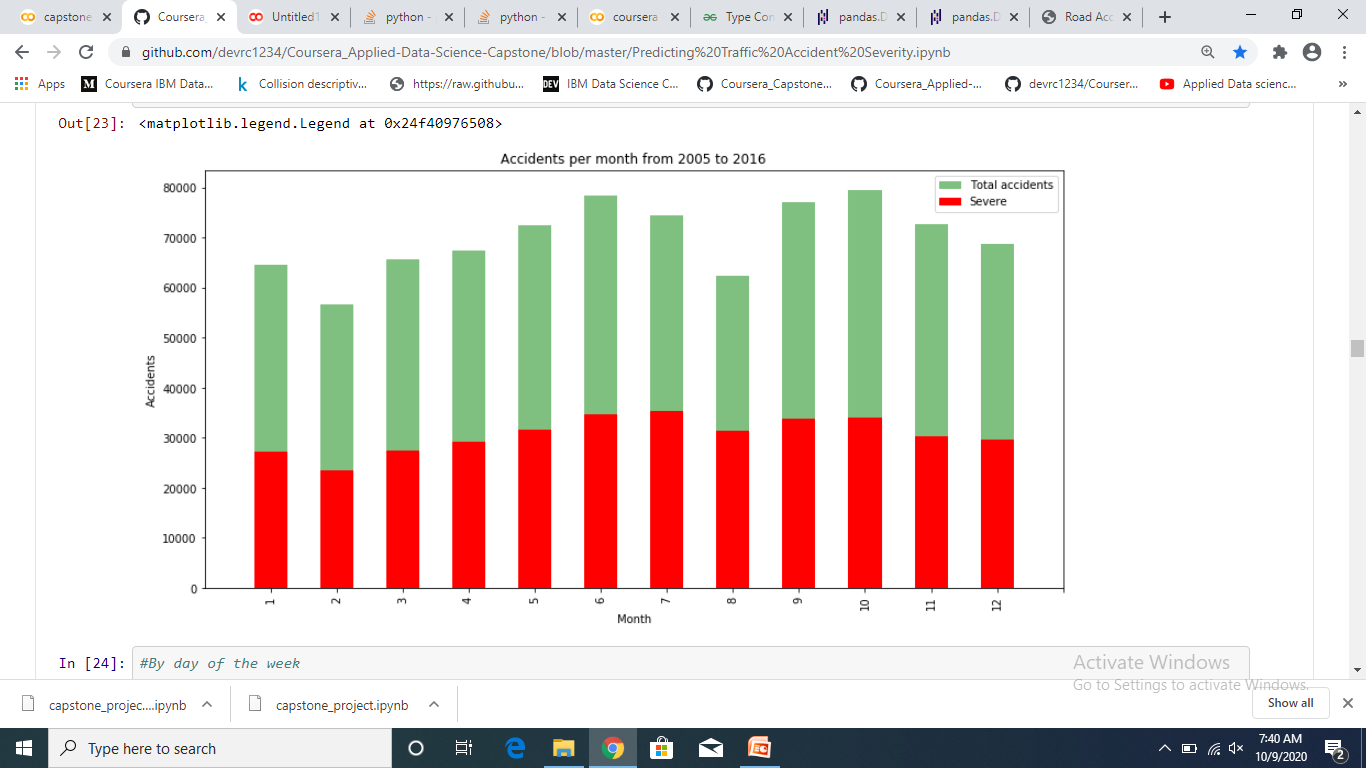 capstone
Coursera
Untitled1
python -
python -
coursera
Type Con
pandas.D
pandas.D
Road Acc
github.com/devrc1234/Coursera_Applied-Data-Science-Capstone/blob/master/Predicting%20Traffic%20Accident%20Severity.ipynb
Apps
Coursera IBM Data...
Collision descriptiv...
https://raw.githubu...
IBM Data Science C...
Coursera_Capstone...
Coursera_Applied-...
devrc1234/Courser...
Applied Data scienc...
Out[23]: <matplotlib.legend.Legend at 0x24f40976508>
Accidents per month from 2005 to 2016
Total accidents
Severe
80000
70000
60000
50000
40000
30000
20000
10000
0
Accidents
1 2 3 4 5 6 7 8 9 10 11 12
Month
In [24]: #By day of the week
Activate Windows
Go to Settings to activate Windows.
capstone_projec....ipynb
capstone_project.ipynb
Show all
Type here to search
7:40 AM
10/9/2020
2